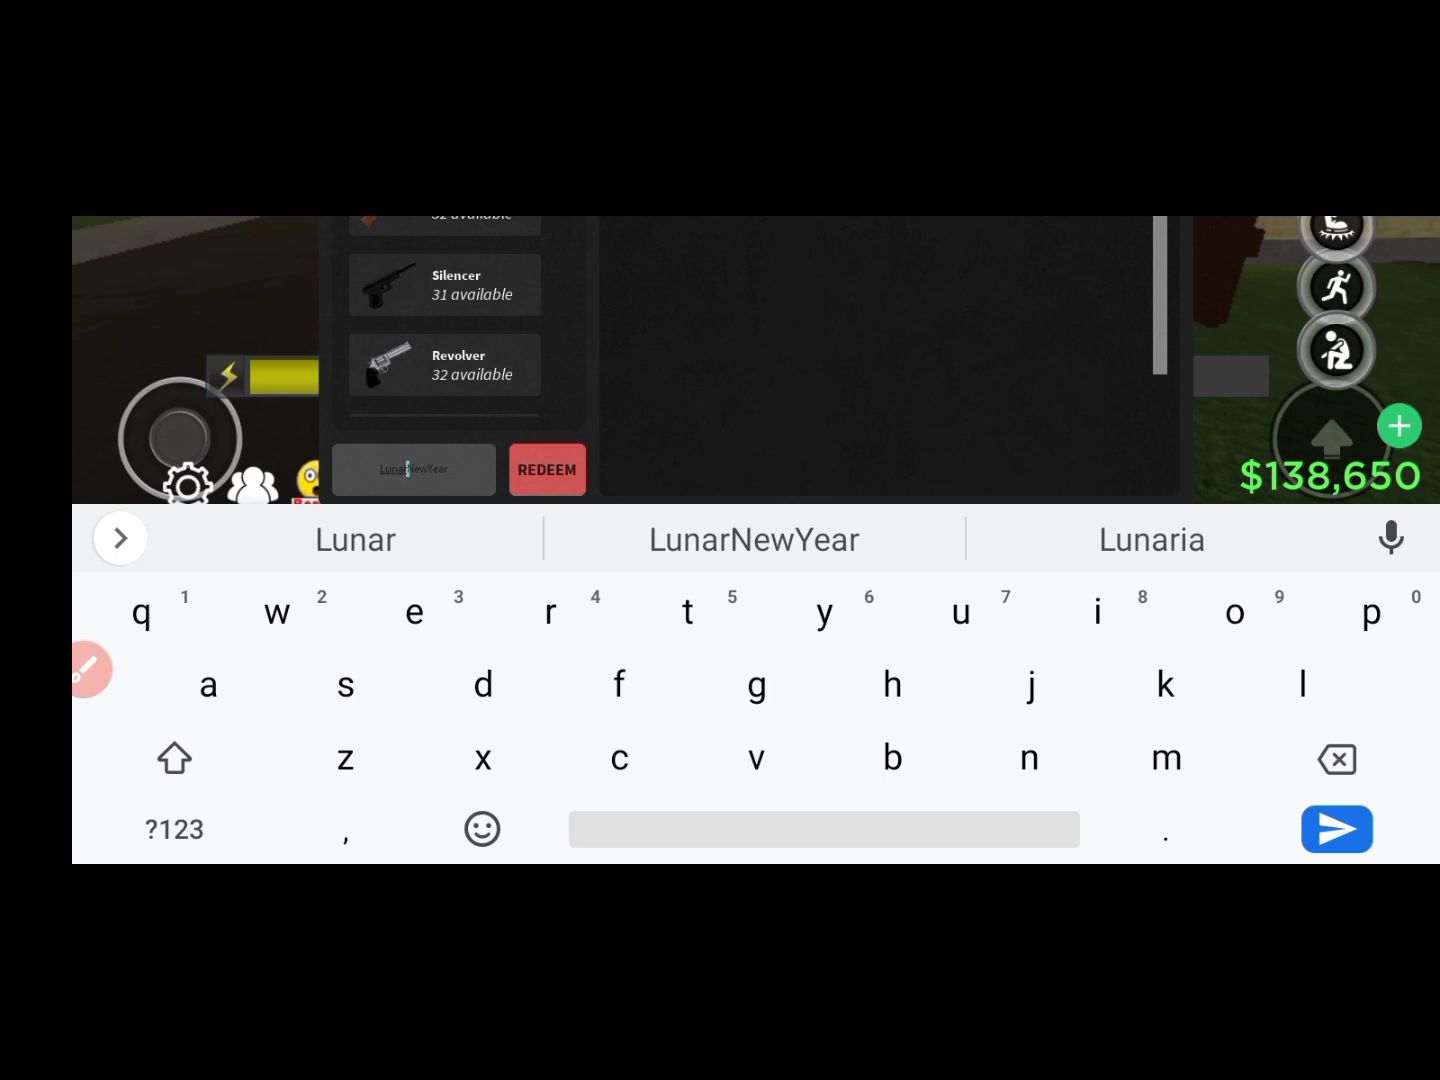 Silencer
31 available
Revolver
32 available
LunarNewYear
REDEEM
$138,650
Lunar LunarNewYear Lunaria
q 1 w 2 e 3 r 4 t 5 y 6 u 7 i 8 o 9 p 0
a s d f g h j k l
z x c v b n m
?123 , .